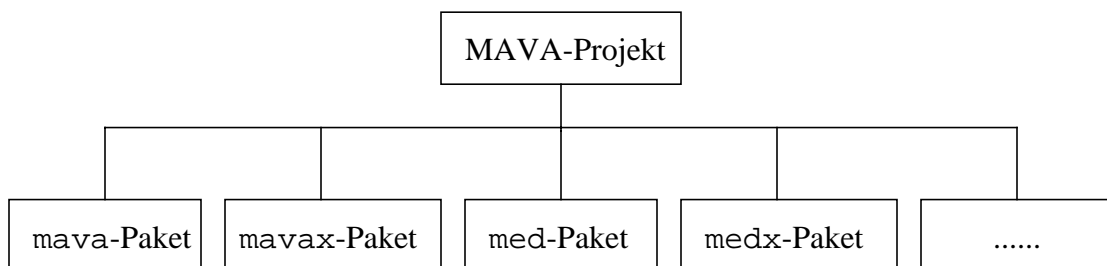 MAVA-Projekt
mava-Paket
mavax-Paket
med-Paket
medx-Paket
......